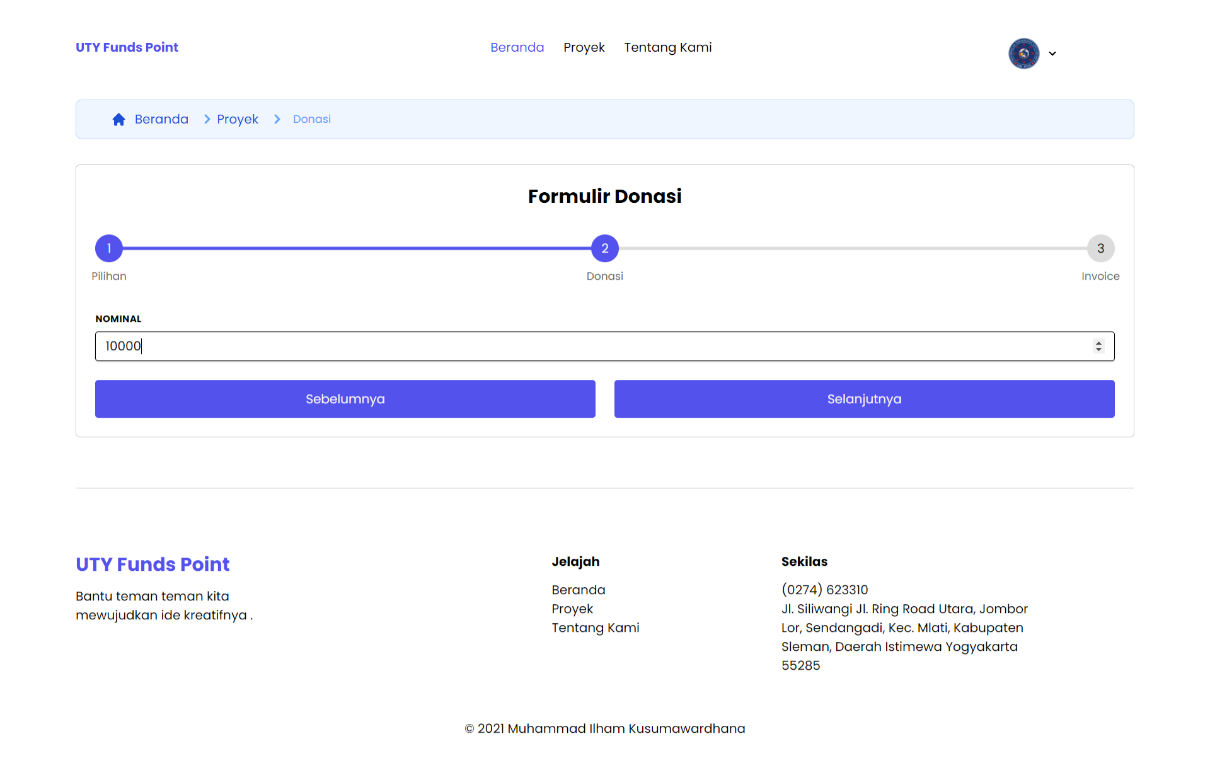 UTY Funds Point
Beranda Proyek Tentang Kami
Beranda Proyek Donasi
Formulir Donasi
1 2 3
Pilihan Donasi Invoice
NOMINAL
10000
Sebelumnya Selanjutnya
UTY Funds Point
Bantu teman teman kita
mewujudkan ide kreatifnya .
Jelajah
Beranda
Proyek
Tentang Kami
Sekilas
(0274) 623310
Jl. Siliwangi Jl. Ring Road Utara, Jombor
Lor, Sendangadi, Kec. Mlati, Kabupaten
Sleman, Daerah Istimewa Yogyakarta
55285
© 2021 Muhammad Ilham Kusumawardhana